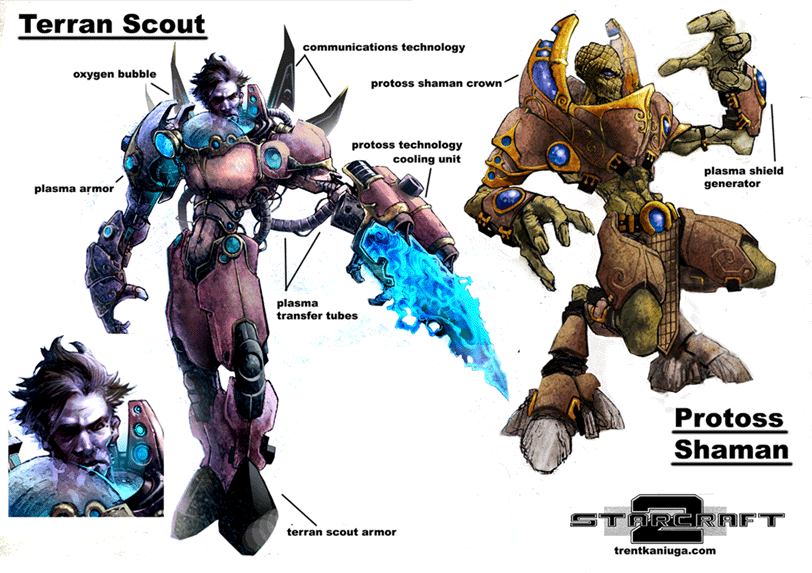 Terran Scout
communications technology
oxygen bubble
protoss shaman crown
protoss technology
cooling unit
plasma shield
generator
plasma armor
plasma
transfer tubes
Protoss
Shaman
terran scout armor
STARCRAFT
2
trentkaniuga.com